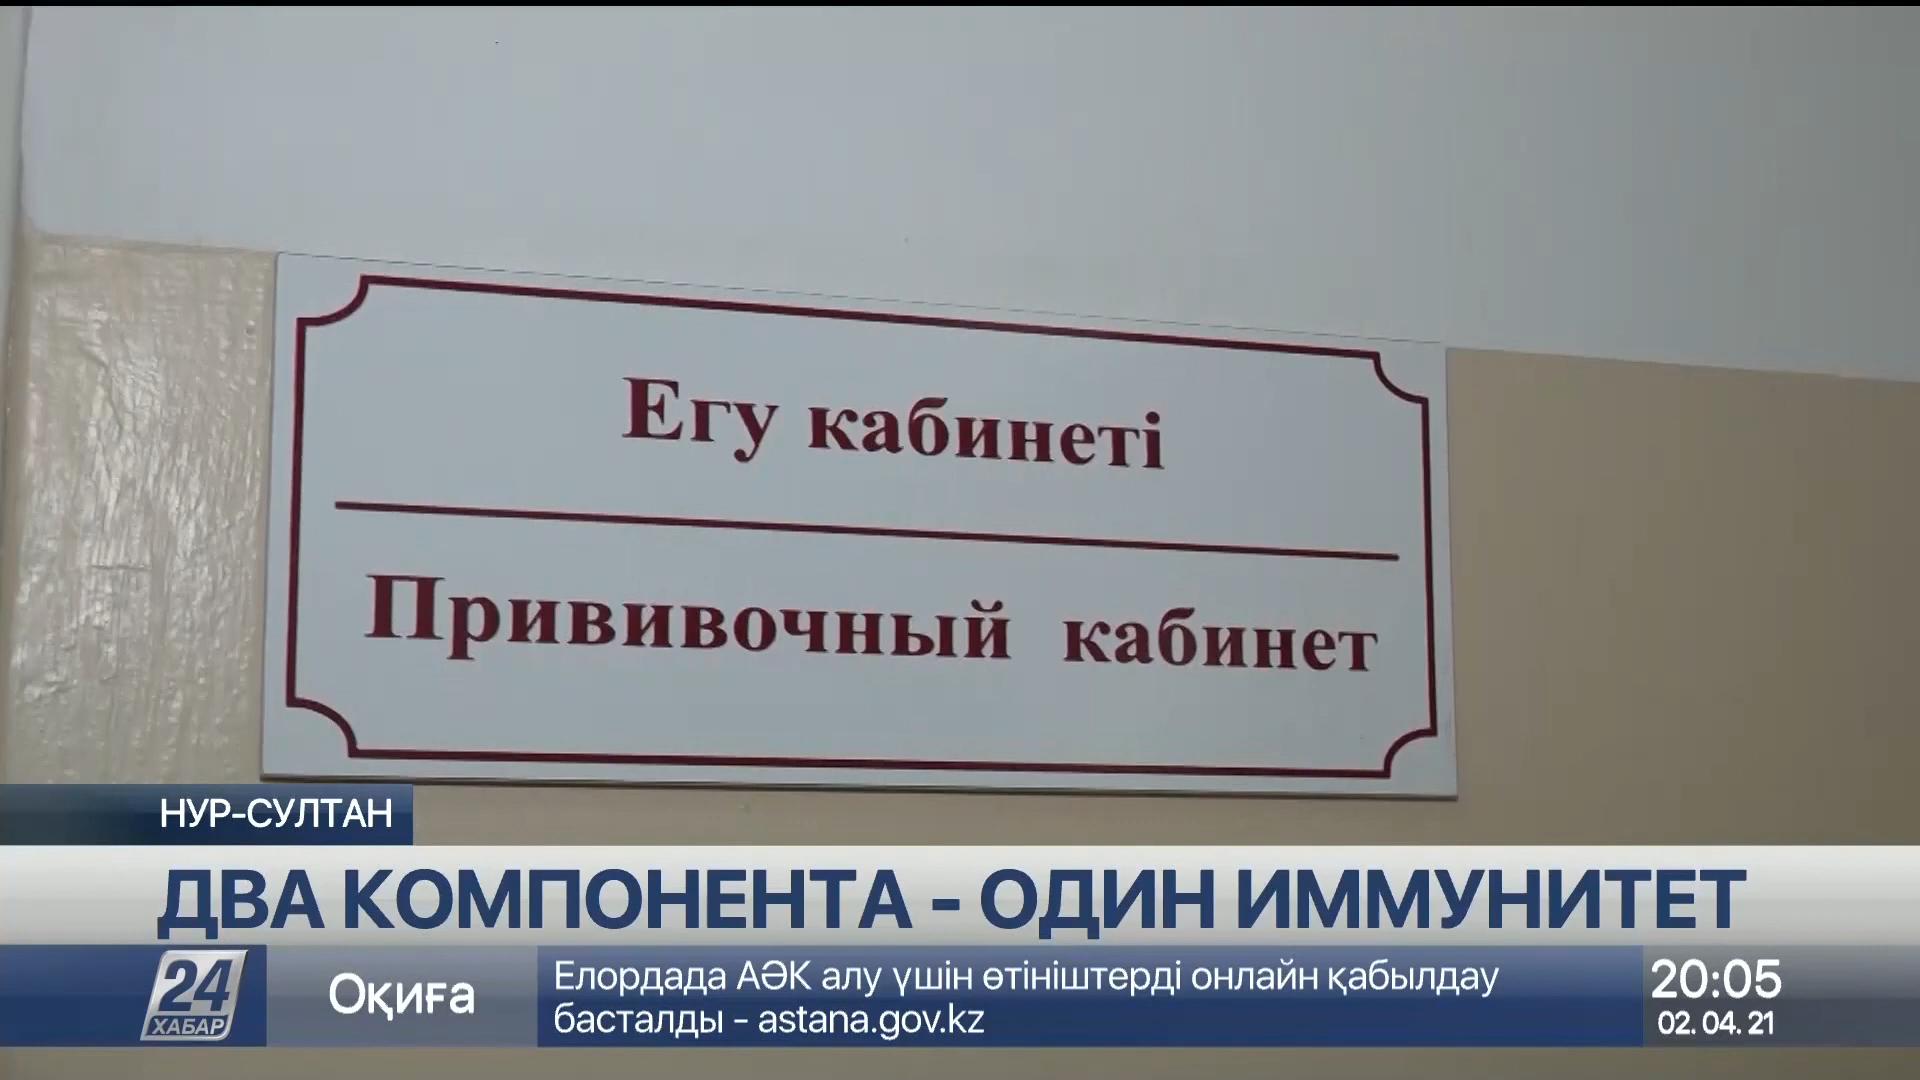 Егу кабинеті
Прививочный кабинет
НУР-СУЛТАН
ДВА КОМПОНЕНТА - ОДИН ИММУНИТЕТ
24
ХАБАР
Оқиға
Елордада АӘК алу үшін өтініштерді онлайн қабылдау
басталды - astana.gov.kz
20:05
02. 04. 21